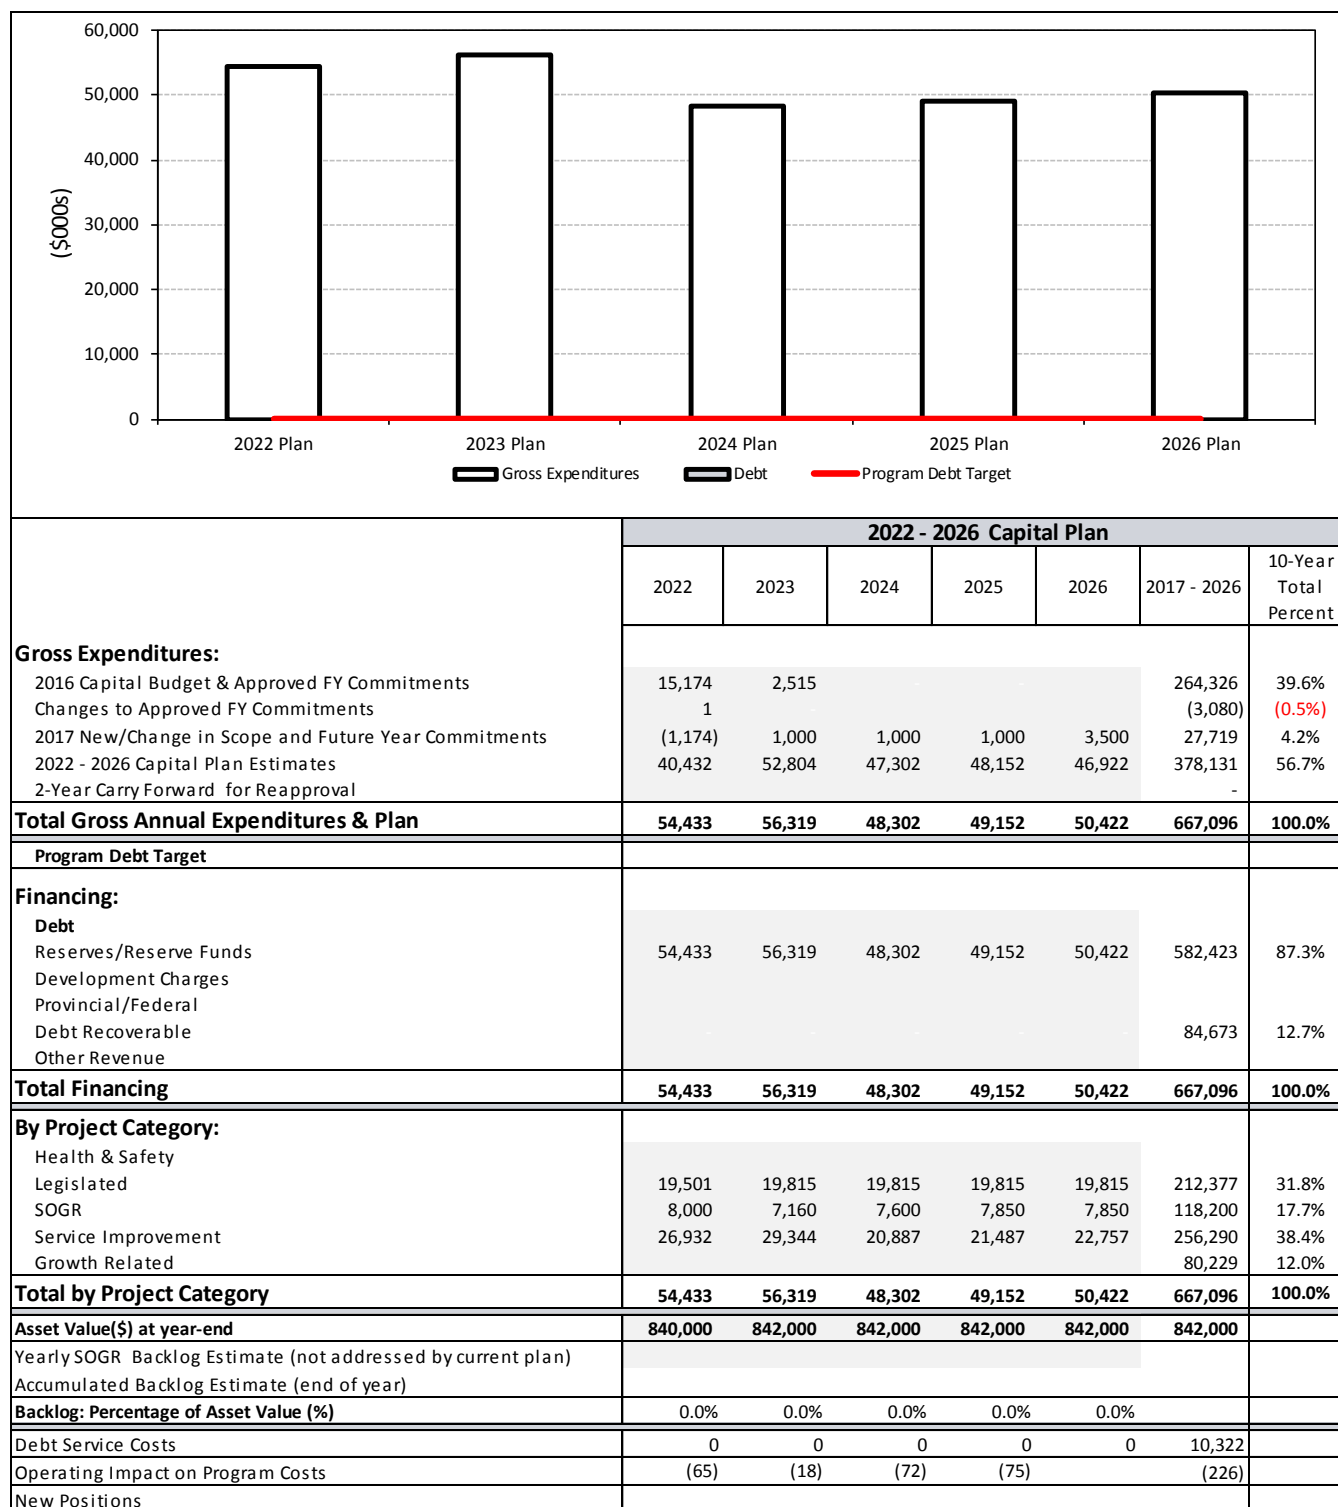 60,000
50,000
40,000
30,000
20,000
10,000
0
($000s)
2022 Plan 2023 Plan 2024 Plan 2025 Plan 2026 Plan
Gross Expenditures Debt Program Debt Target
2022 - 2026 Capital Plan
2022 2023 2024 2025 2026 2017 - 2026 10-Year Total Percent
Gross Expenditures:
2016 Capital Budget & Approved FY Commitments 15,174 2,515 - - 264,326 39.6%
Changes to Approved FY Commitments 1 - (3,080) (0.5%)
2017 New/Change in Scope and Future Year Commitments (1,174) 1,000 1,000 1,000 3,500 27,719 4.2%
2022 - 2026 Capital Plan Estimates 40,432 52,804 47,302 48,152 46,922 378,131 56.7%
2-Year Carry Forward for Reapproval -
Total Gross Annual Expenditures & Plan 54,433 56,319 48,302 49,152 50,422 667,096 100.0%
Program Debt Target
Financing:
Debt
Reserves/Reserve Funds 54,433 56,319 48,302 49,152 50,422 582,423 87.3%
Development Charges
Provincial/Federal
Debt Recoverable - - - - - 84,673 12.7%
Other Revenue
Total Financing 54,433 56,319 48,302 49,152 50,422 667,096 100.0%
By Project Category:
Health & Safety
Legislated 19,501 19,815 19,815 19,815 19,815 212,377 31.8%
SOGR 8,000 7,160 7,600 7,850 7,850 118,200 17.7%
Service Improvement 26,932 29,344 20,887 21,487 22,757 256,290 38.4%
Growth Related 80,229 12.0%
Total by Project Category 54,433 56,319 48,302 49,152 50,422 667,096 100.0%
Asset Value($) at year-end 840,000 842,000 842,000 842,000 842,000 842,000
Yearly SOGR Backlog Estimate (not addressed by current plan)
Accumulated Backlog Estimate (end of year)
Backlog: Percentage of Asset Value (%) 0.0% 0.0% 0.0% 0.0% 0.0%
Debt Service Costs 0 0 0 0 0 10,322
Operating Impact on Program Costs (65) (18) (72) (75) (226)
New Positions